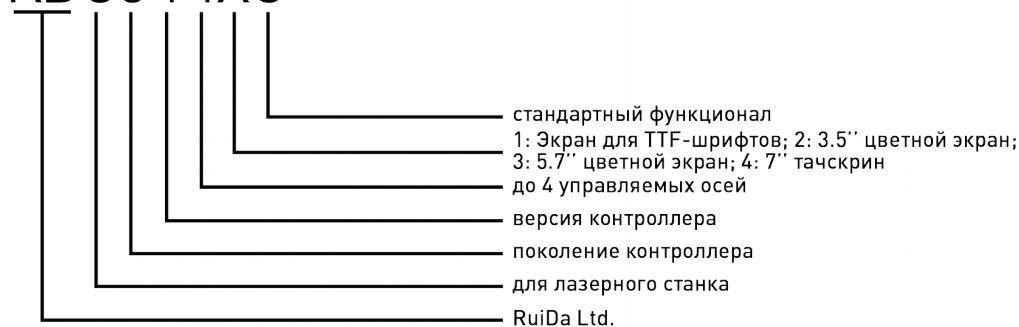 стандартный функционал
1: Экран для TTF-шрифтов; 2: 3.5’’ цветной экран;
3: 5.7’’ цветной экран; 4: 7’’ тачскрин
до 4 управляемых осей
версия контроллера
поколение контроллера
для лазерного станка
RuiDa Ltd.